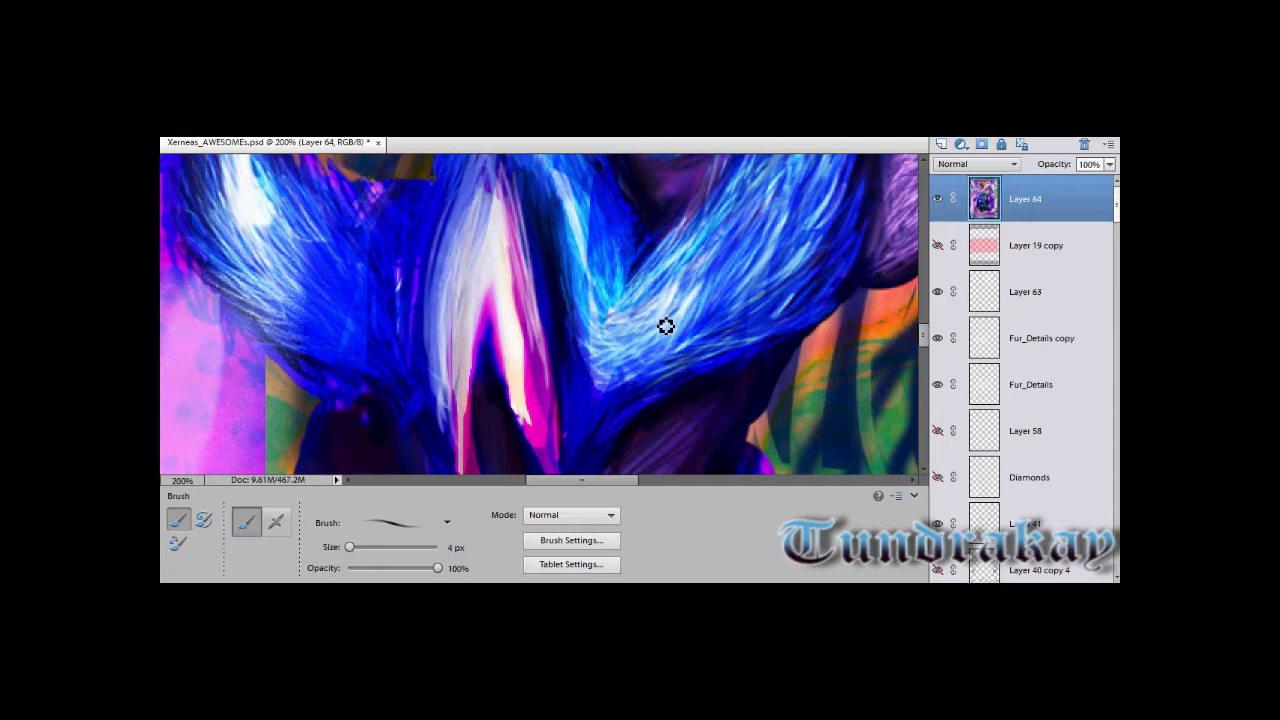 Xerneas_AWESOMEs.psd @ 200% (Layer 64, RGB/8) *
Normal
Opacity: 100%
Layer 64
Layer 19 copy
Layer 63
Fur_Details copy
Fur_Details
Layer 58
Diamonds
Layer 41
Layer 40 copy 4
200%
Doc: 9.61M/467.2M
Brush
Brush:
Size:
4 px
Opacity:
100%
Mode:
Normal
Brush Settings...
Tablet Settings...
Tundrakay